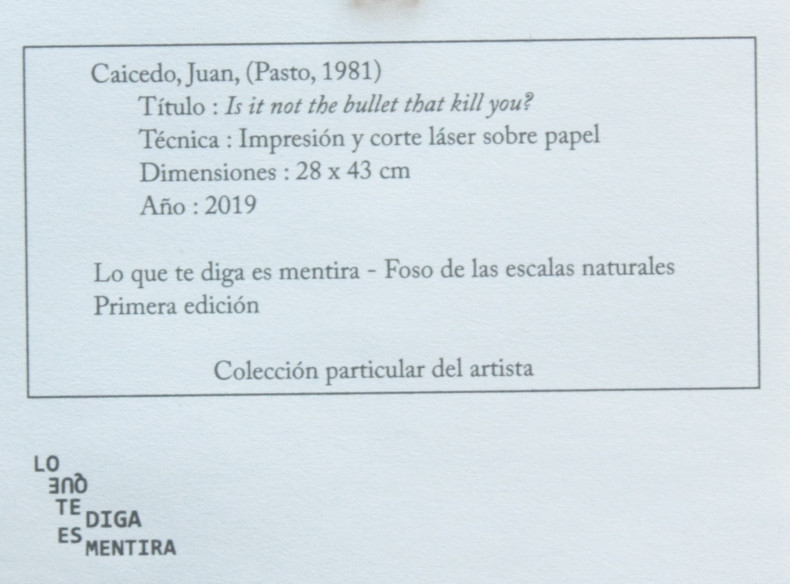 Caicedo, Juan, (Pasto, 1981)
Título : Is it not the bullet that kill you?
Técnica : Impresión y corte láser sobre papel
Dimensiones : 28 x 43 cm
Año : 2019
Lo que te diga es mentira - Foso de las escalas naturales
Primera edición
Colección particular del artista
LO
QUE
TE
DIGA
ES
MENTIRA